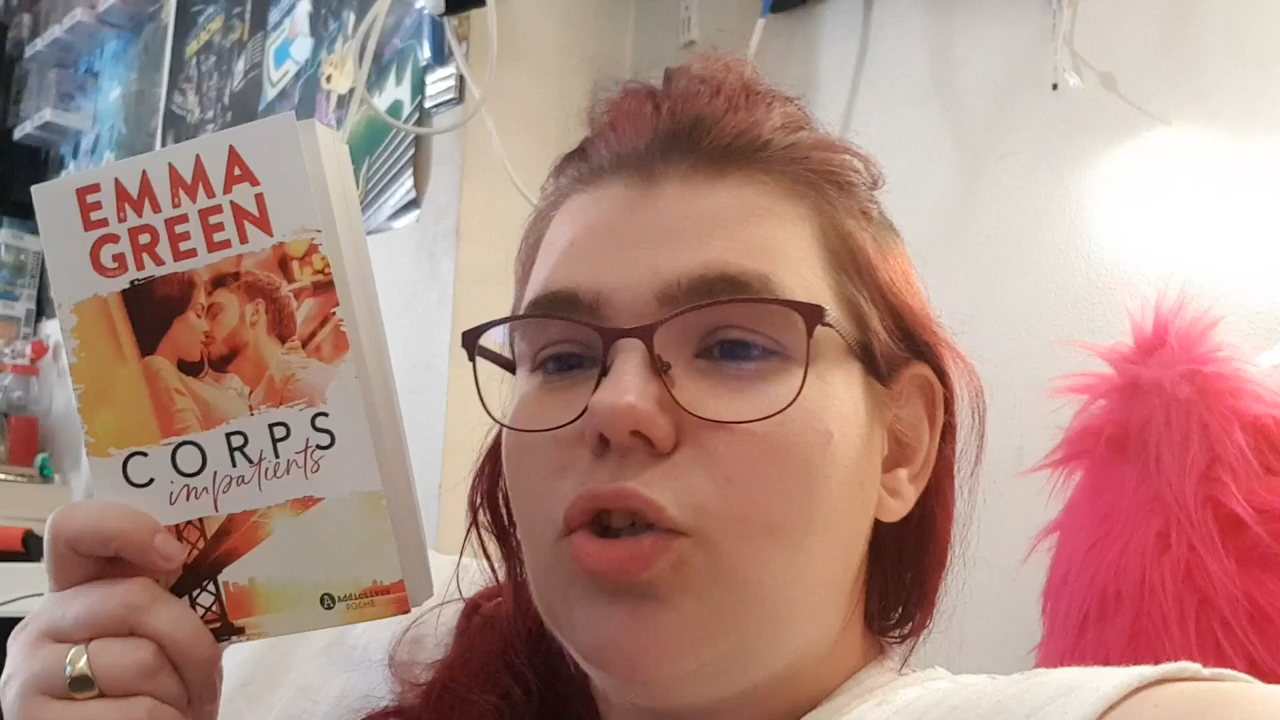 EMMA
GREEN
CORPS
impatients
Addictives
POCHE